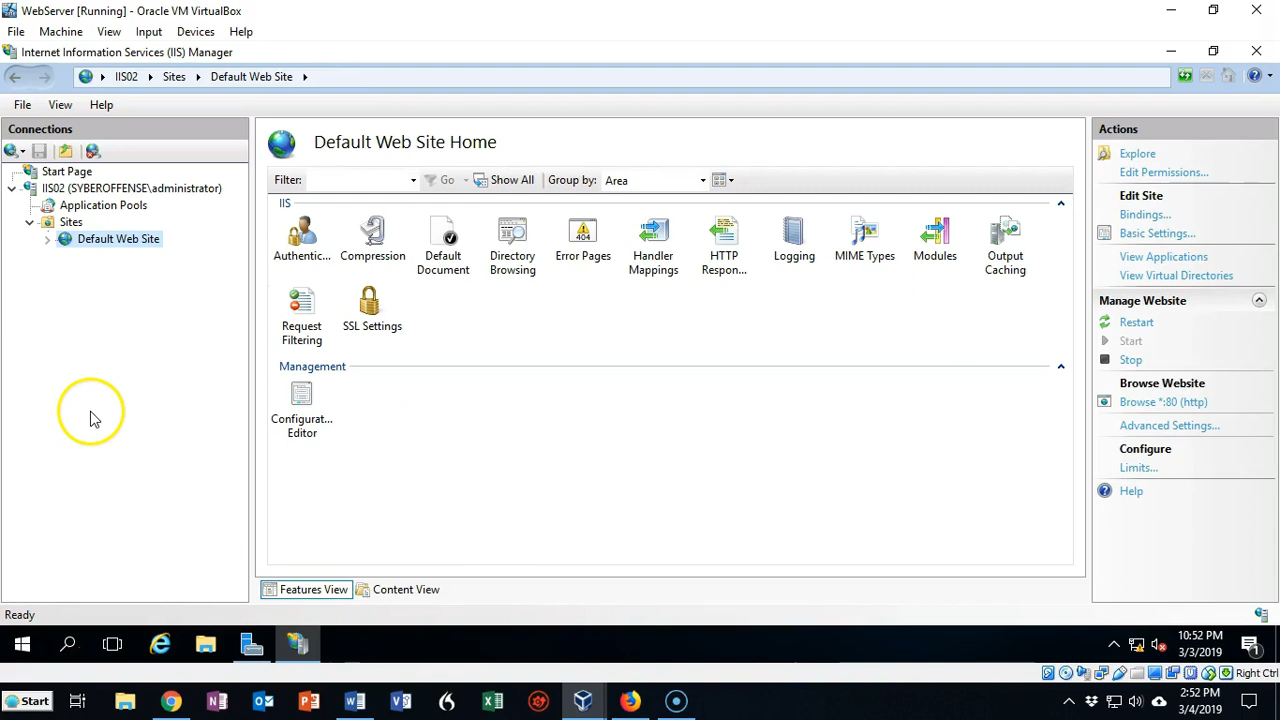 WebServer [Running] - Oracle VM VirtualBox
File Machine View Input Devices Help
Internet Information Services (IIS) Manager
IIS02 Sites Default Web Site
File View Help
Connections
Start Page
IIS02 (SYBEROFFENSE\administrator)
Application Pools
Sites
Default Web Site
Default Web Site Home
Filter: Go Show All Group by: Area
IIS
Authentic... Compression Default Document Directory Browsing Error Pages Handler Mappings HTTP Respon... Logging MIME Types Modules Output Caching
404
Request Filtering SSL Settings
Management
Configurat... Editor
Features View Content View
Actions
Explore
Edit Permissions...
Edit Site
Bindings...
Basic Settings...
View Applications
View Virtual Directories
Manage Website
Restart
Start
Stop
Browse Website
Browse *:80 (http)
Advanced Settings...
Configure
Limits...
Help
Ready
10:52 PM
3/3/2019
1
Right Ctrl
Start
2:52 PM
3/4/2019